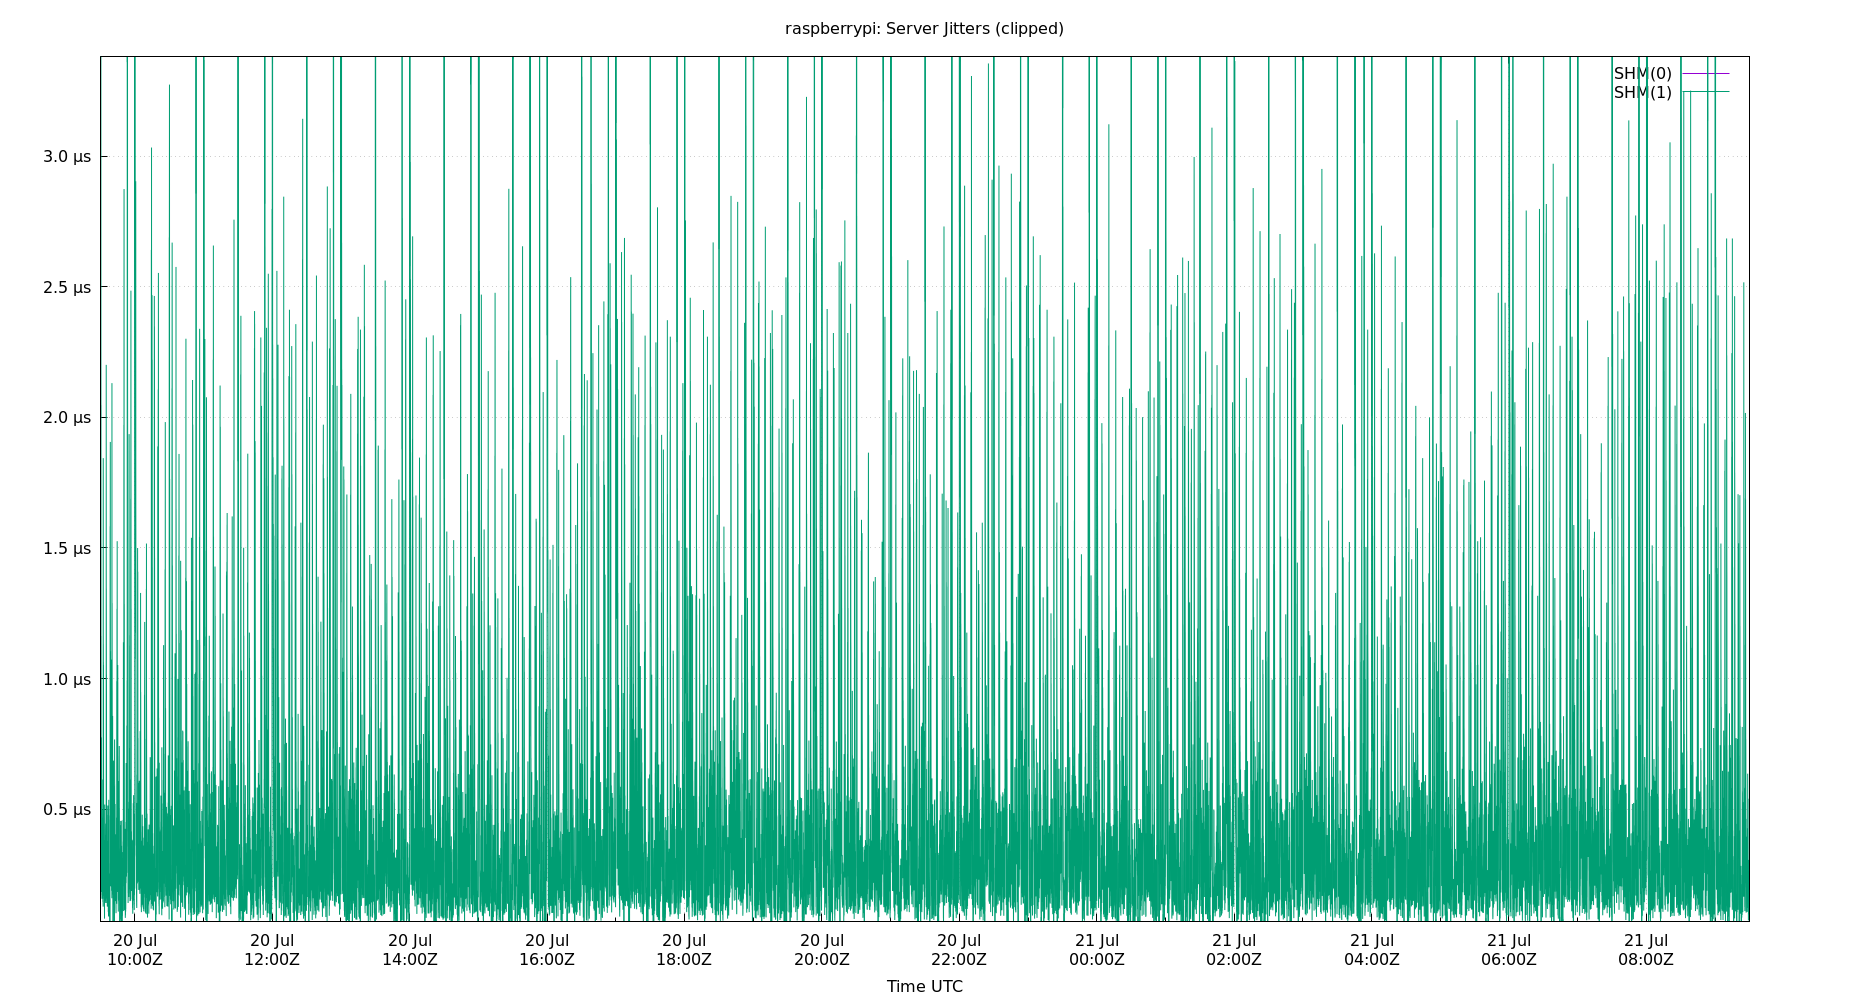 raspberrypi: Server Jitters (clipped)
SHM(0)
SHM(1)
3.0 µs
2.5 µs
2.0 µs
1.5 µs
1.0 µs
0.5 µs
20 Jul 20 Jul 20 Jul 20 Jul 20 Jul 20 Jul 20 Jul 21 Jul 21 Jul 21 Jul 21 Jul 21 Jul
10:00Z 12:00Z 14:00Z 16:00Z 18:00Z 20:00Z 22:00Z 00:00Z 02:00Z 04:00Z 06:00Z 08:00Z
Time UTC